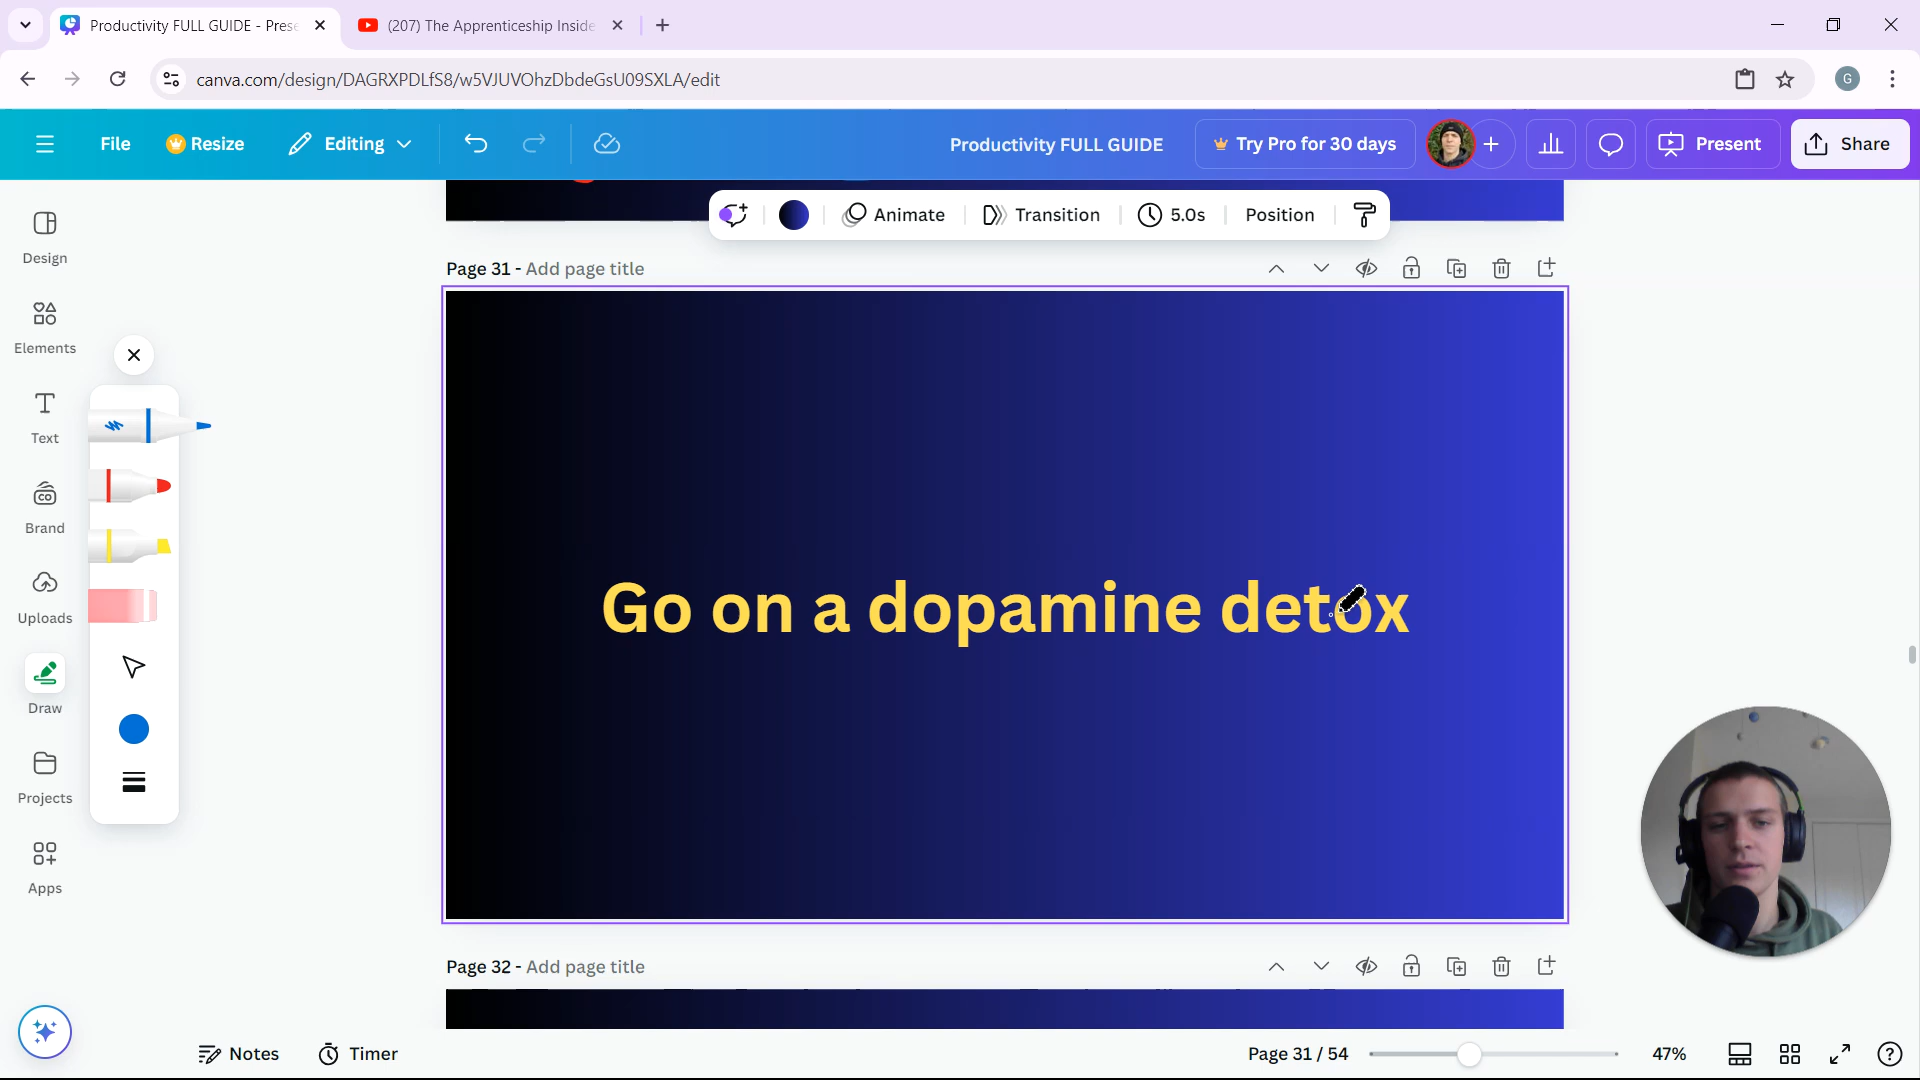 Productivity FULL GUIDE - Prese
(207) The Apprenticeship Inside
canva.com/design/DAGRXPDLfS8/w5VJUVOhzDbdeGsU09SXLA/edit
G
File
Resize
Editing
Productivity FULL GUIDE
Try Pro for 30 days
Present
Share
Animate
Transition
5.0s
Position
Page 31 - Add page title
Design
Elements
Text
Brand
Uploads
Draw
Projects
Apps
Go on a dopamine detox
Page 32 - Add page title
Notes
Timer
Page 31 / 54
47%